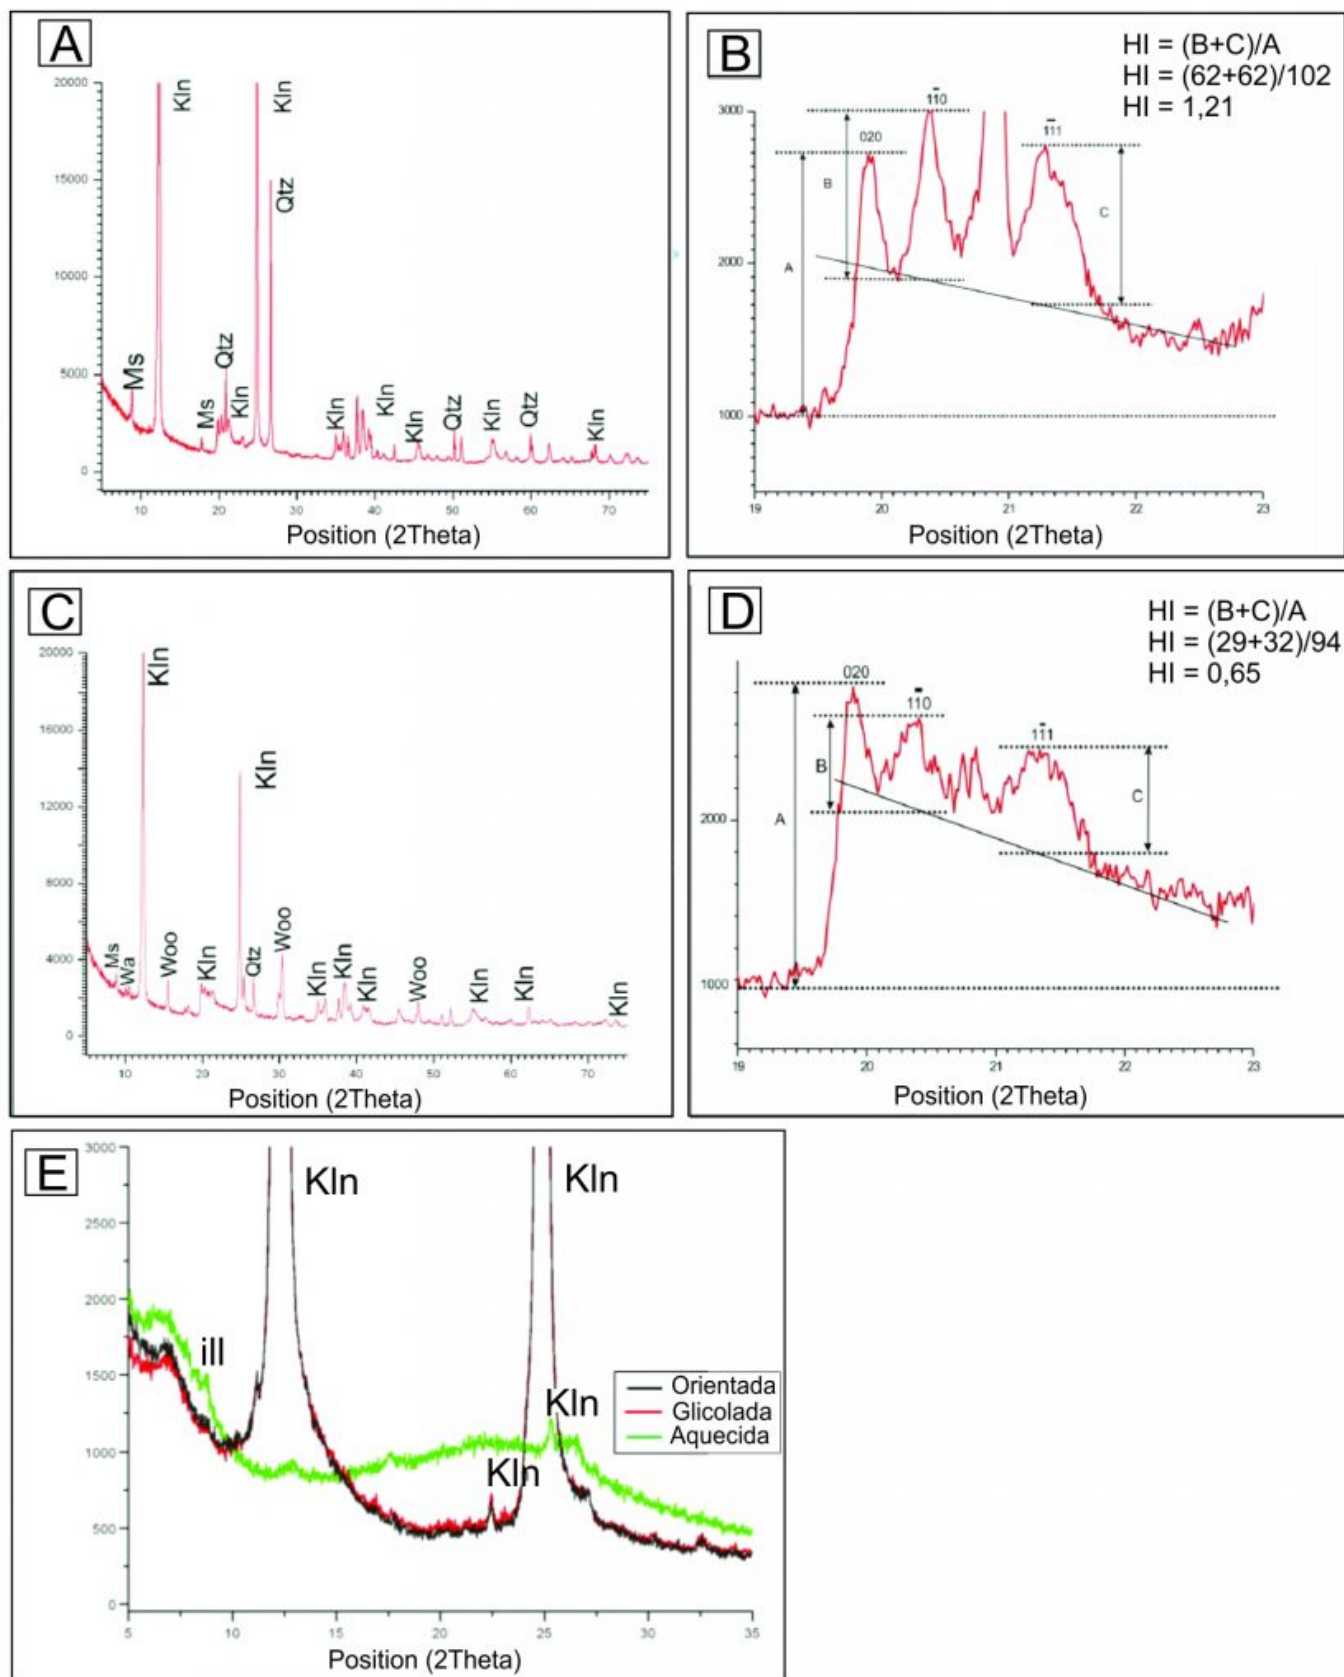 A
20000
15000
10000
5000
0
Kln
Kln
Qtz
Ms
Ms
Qtz
Kln
Kln
Kln
Kln
Qtz
Kln
Qtz
Kln
10
20
30
40
50
60
70
Position (2Theta)
B
HI = (B+C)/A
HI = (62+62)/102
HI = 1,21
3000
2000
1000
020
11̄0
11̄1
A
B
C
19
20
21
22
23
Position (2Theta)
C
20000
16000
12000
8000
4000
0
Kln
Kln
Ms
Wa
Woo
Kln
Qtz
Woo
Kln
Kln
Kln
Woo
Kln
Kln
Kln
10
20
30
40
50
60
70
Position (2Theta)
D
HI = (B+C)/A
HI = (29+32)/94
HI = 0,65
2000
1000
020
11̄0
11̄1
A
B
C
19
20
21
22
23
Position (2Theta)
E
3000
2500
2000
1500
1000
500
0
Kln
Kln
ill
Kln
Kln
Orientada
Glicolada
Aquecida
5
10
15
20
25
30
35
Position (2Theta)